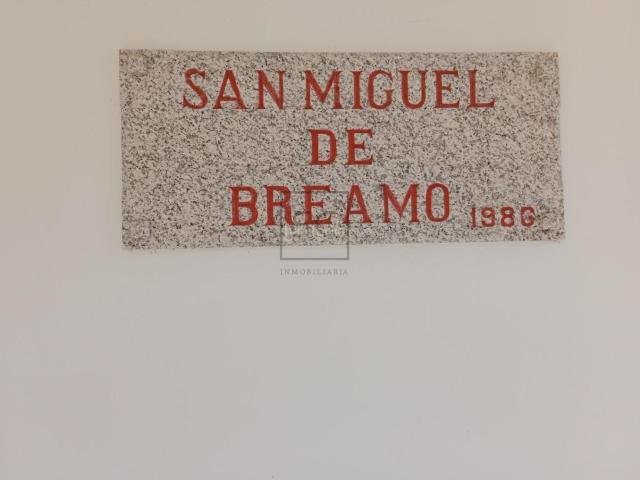 SAN MIGUEL
DE
BREAMO 1986
INMOBILIARIA